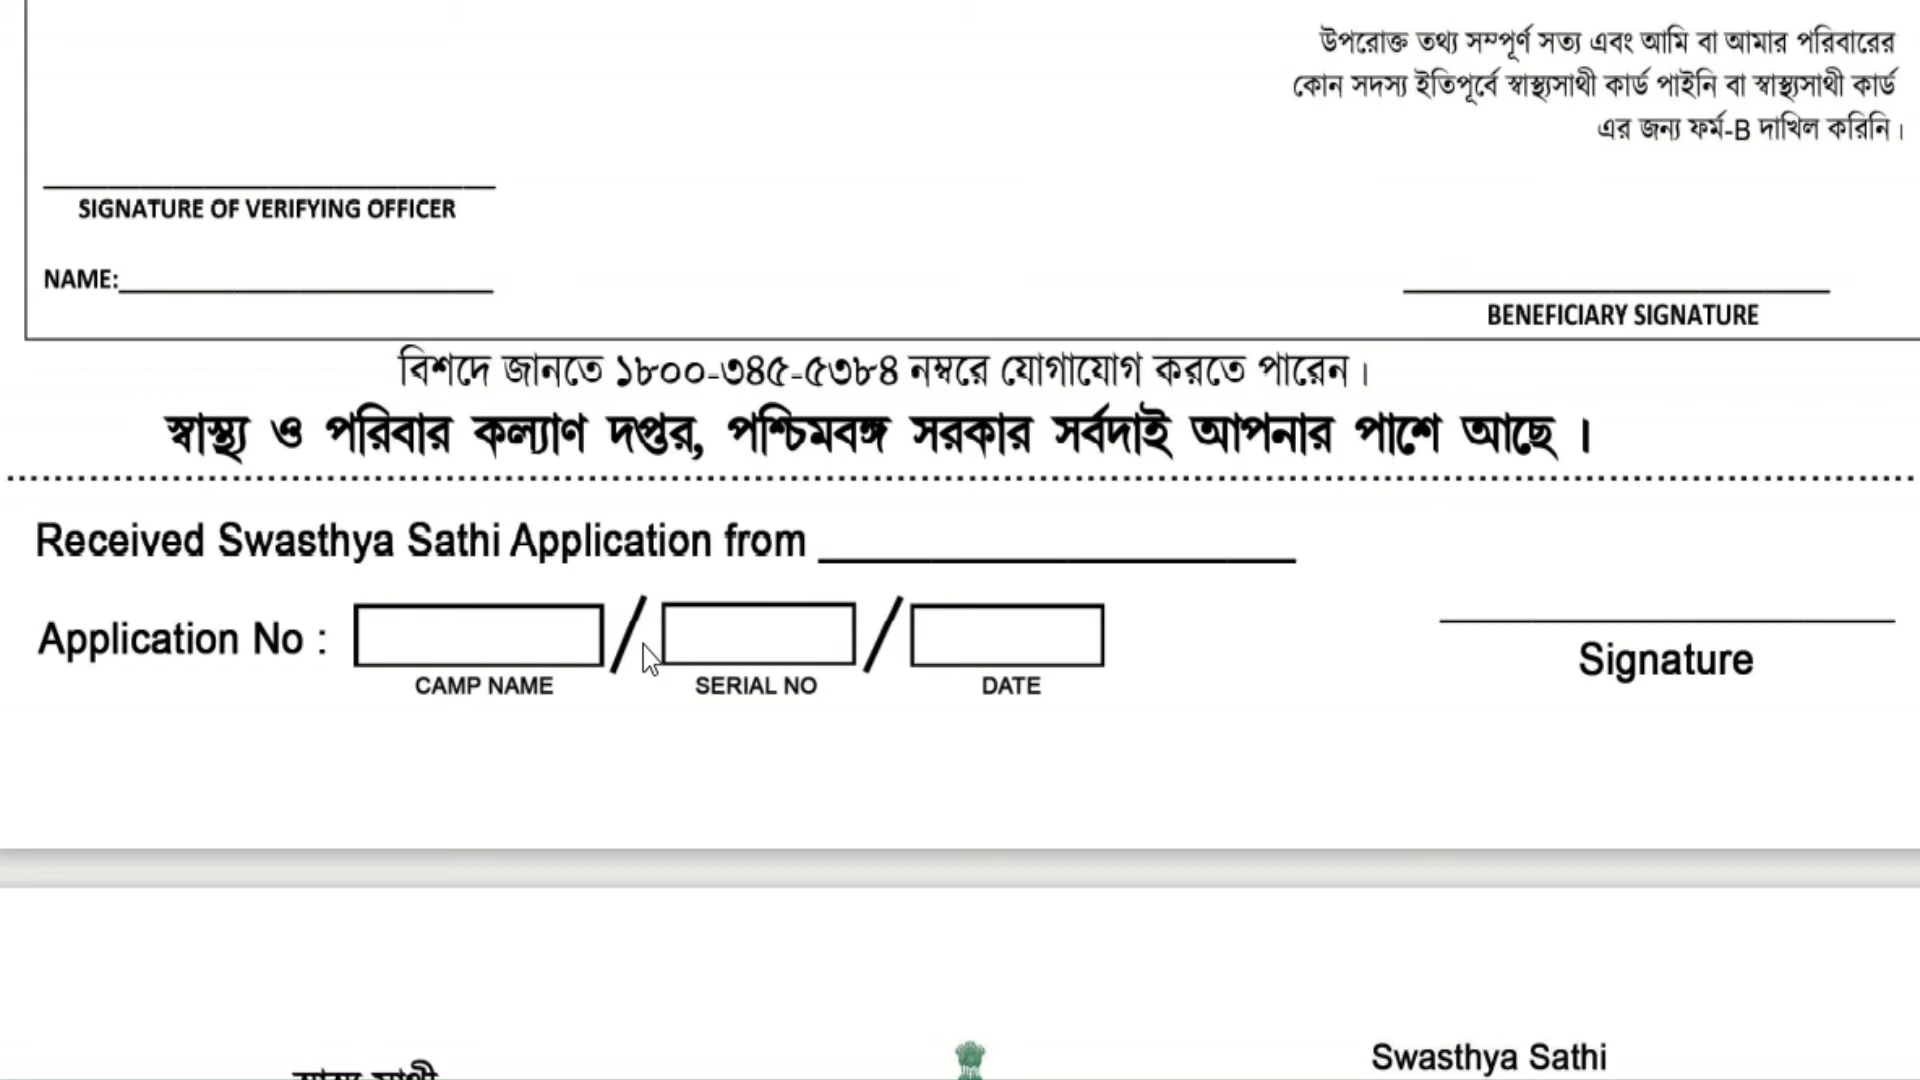 উপরোক্ত তথ্য সম্পূর্ণ সত্য এবং আমি বা আমার পরিবারের
কোন সদস্য ইতিপূর্বে স্বাস্থ্যসাথী কার্ড পাইনি বা স্বাস্থ্যসাথী কার্ড
এর জন্য ফর্ম-B দাখিল করিনি।
SIGNATURE OF VERIFYING OFFICER
NAME:
BENEFICIARY SIGNATURE
বিশদে জানতে ১৮০০-৩৪৫-৫৩৮৪ নম্বরে যোগাযোগ করতে পারেন।
স্বাস্থ্য ও পরিবার কল্যাণ দপ্তর, পশ্চিমবঙ্গ সরকার সর্বদাই আপনার পাশে আছে।
Received Swasthya Sathi Application from
Application No : / /
CAMP NAME SERIAL NO DATE
Signature
Swasthya Sathi